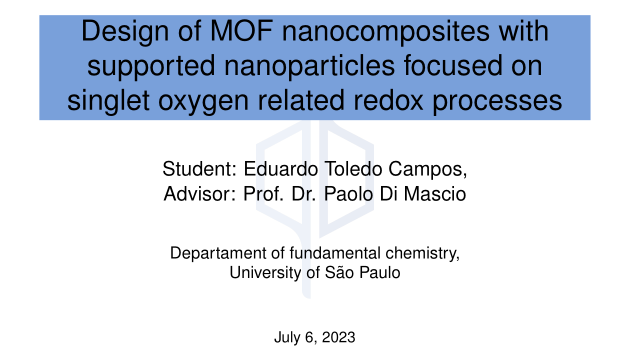 Design of MOF nanocomposites with
supported nanoparticles focused on
singlet oxygen related redox processes
Student: Eduardo Toledo Campos,
Advisor: Prof. Dr. Paolo Di Mascio
Departament of fundamental chemistry,
University of São Paulo
July 6, 2023